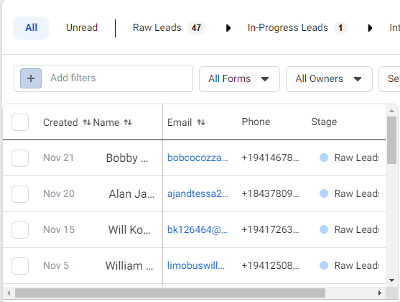 All Unread Raw Leads 47 In-Progress Leads 1 Int
+ Add filters All Forms All Owners Sel
Created Name Email Phone Stage
Nov 21 Bobby ... bobcocozza... +19414678... Raw Leads
Nov 20 Alan Ja... ajandtessa2... +18437809... Raw Leads
Nov 15 Will Ko... bk126464@... +19417263... Raw Leads
Nov 5 William ... limobuswill... +19412508... Raw Leads